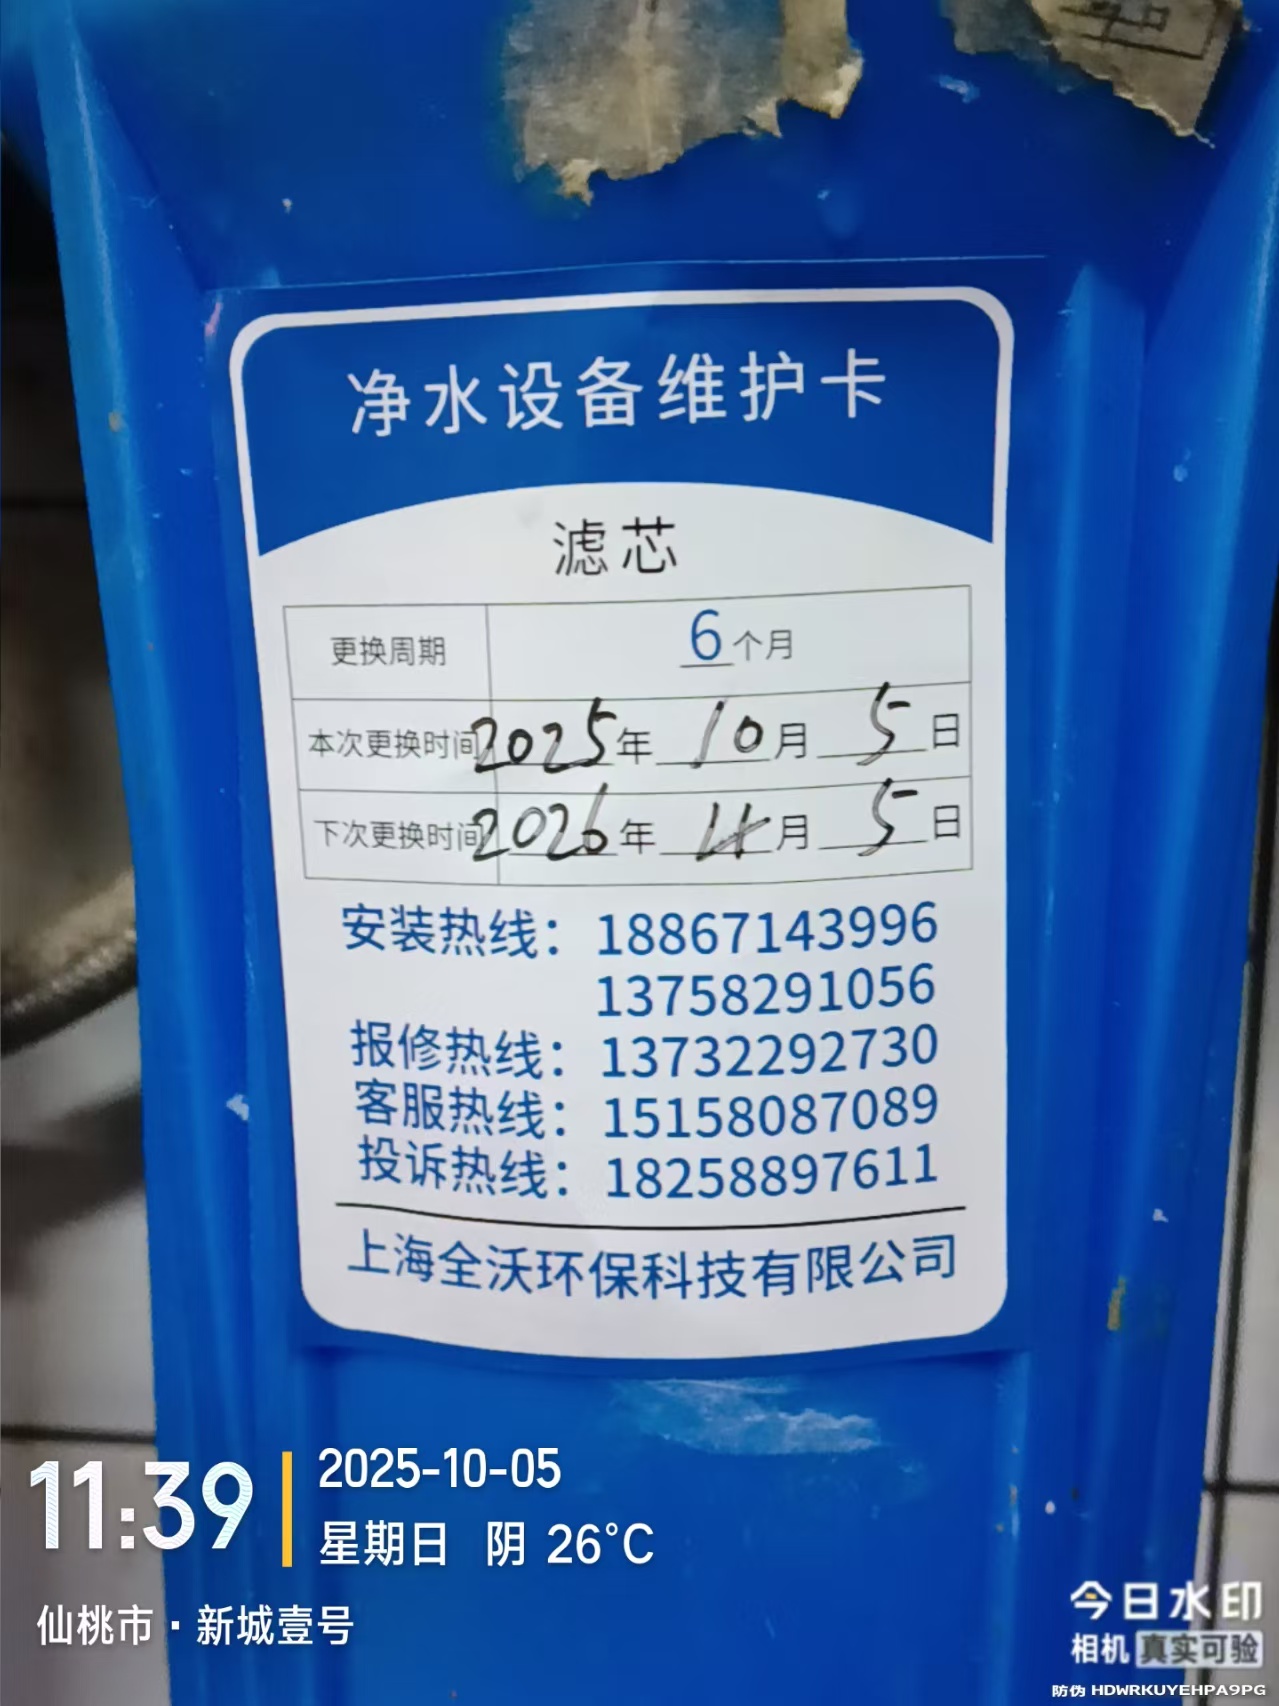 净水设备维护卡
滤芯
更换周期 6个月
本次更换时间 2025年 10月 5日
下次更换时间 2026年 4月 5日
安装热线：18867143996
13758291056
报修热线：13732292730
客服热线：15158087089
投诉热线：18258897611
上海全沃环保科技有限公司
11:39
2025-10-05
星期日 阴 26°C
仙桃市·新城壹号
今日水印
相机 真实可验
防伪 HDWRKUYEHPA9PG